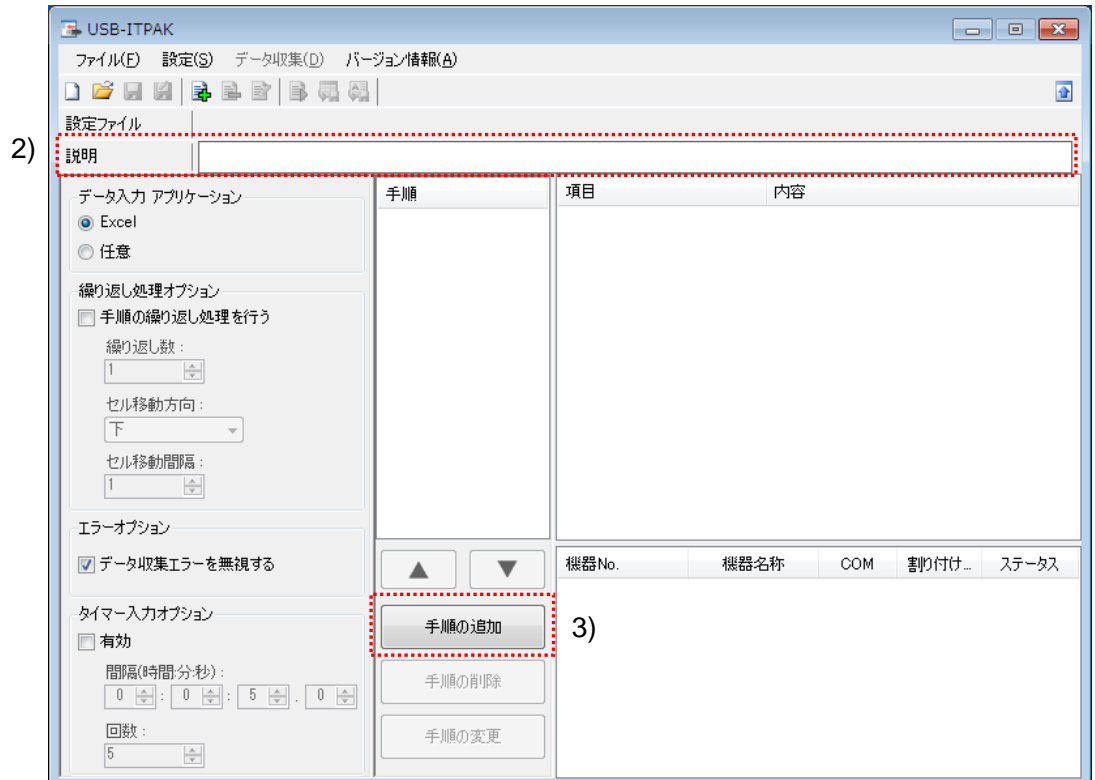 USB-ITPAK
ファイル(F) 設定(S) データ収集(D) バージョン情報(A)
設定ファイル
2)
説明
データ入力 アプリケーション
Excel
任意
繰り返し処理オプション
手順の繰り返し処理を行う
繰り返し数 :
1
セル移動方向 :
下
セル移動間隔 :
1
エラーオプション
データ収集エラーを無視する
タイマー入力オプション
有効
間隔(時間:分:秒) :
0 : 0 : 5 . 0
回数 :
5
手順
手順の追加
3)
手順の削除
手順の変更
項目 内容
機器No. 機器名称 COM 割り付け... ステータス